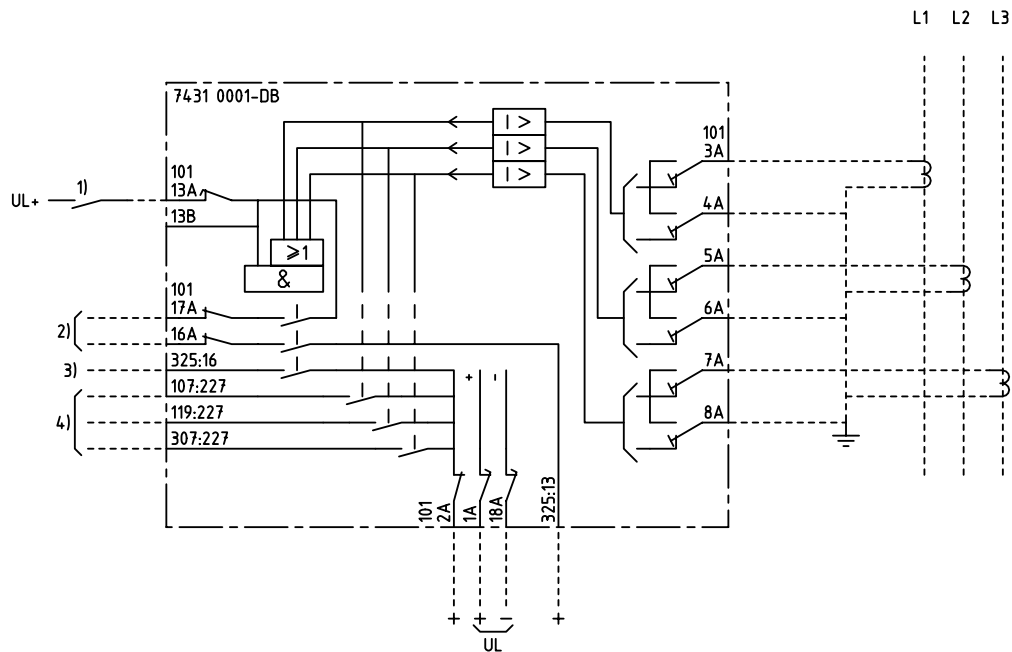 L1 L2 L3
7431 0001-DB
I >
I >
I >
101
3A
4A
5A
6A
7A
8A
101
13A
13B
UL+
1)
≥1
&
101
17A
16A
325:16
107:227
119:227
307:227
2)
3)
4)
+ -
101
2A
1A
18A
325:13
+ + − +
UL